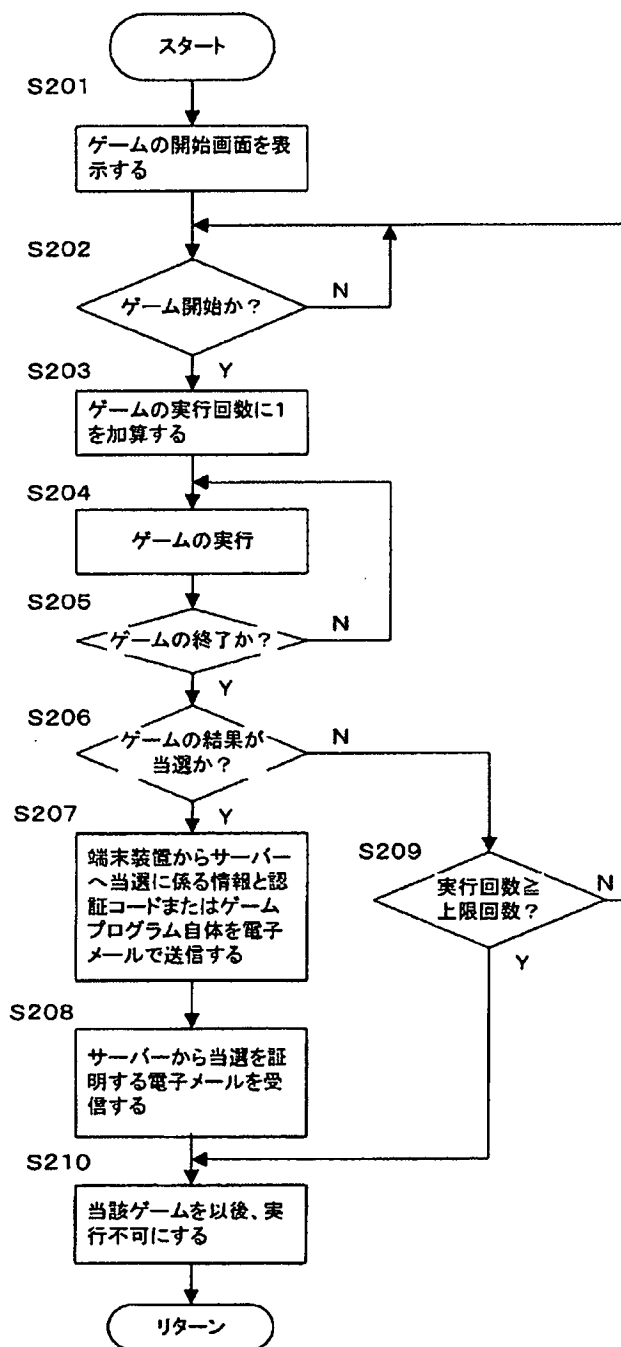 スタート
S201
ゲームの開始画面を表
示する
S202
ゲーム開始か?
N
Y
S203
ゲームの実行回数に1
を加算する
S204
ゲームの実行
S205
ゲームの終了か?
N
Y
S206
ゲームの結果が
当選か?
N
Y
S207
端末装置からサーバー
へ当選に係る情報と認
証コードまたはゲーム
プログラム自体を電子
メールで送信する
S209
実行回数≧
上限回数?
N
Y
S208
サーバーから当選を証
明する電子メールを受
信する
S210
当該ゲームを以後、実
行不可にする
リターン